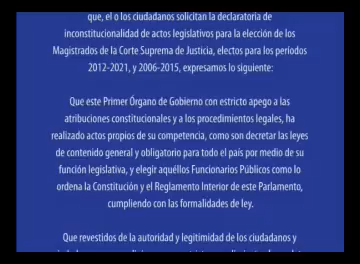 que, el o los ciudadanos solicitan la declaratoria de
inconstitucionalidad de actos legislativos para la elección de los
Magistrados de la Corte Suprema de Justicia, electos para los períodos
2012-2021, y 2006-2015, expresamos lo siguiente:
Que este Primer Órgano de Gobierno con estricto apego a las
atribuciones constitucionales y a los procedimientos legales, ha
realizado actos propios de su competencia, como son decretar las leyes
de contenido general y obligatorio para todo el país por medio de su
función legislativa, y elegir aquéllos Funcionarios Públicos como lo
ordena la Constitución y el Reglamento Interior de este Parlamento,
cumpliendo con las formalidades de ley.
Que revestidos de la autoridad y legitimidad de los ciudadanos y